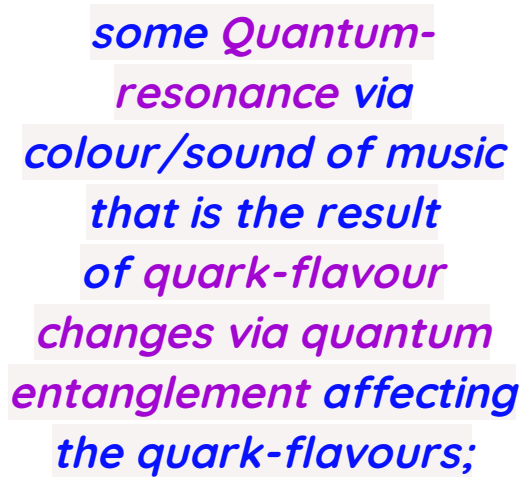 some Quantum-
resonance via
colour/sound of music
that is the result
of quark-flavour
changes via quantum
entanglement affecting
the quark-flavours;